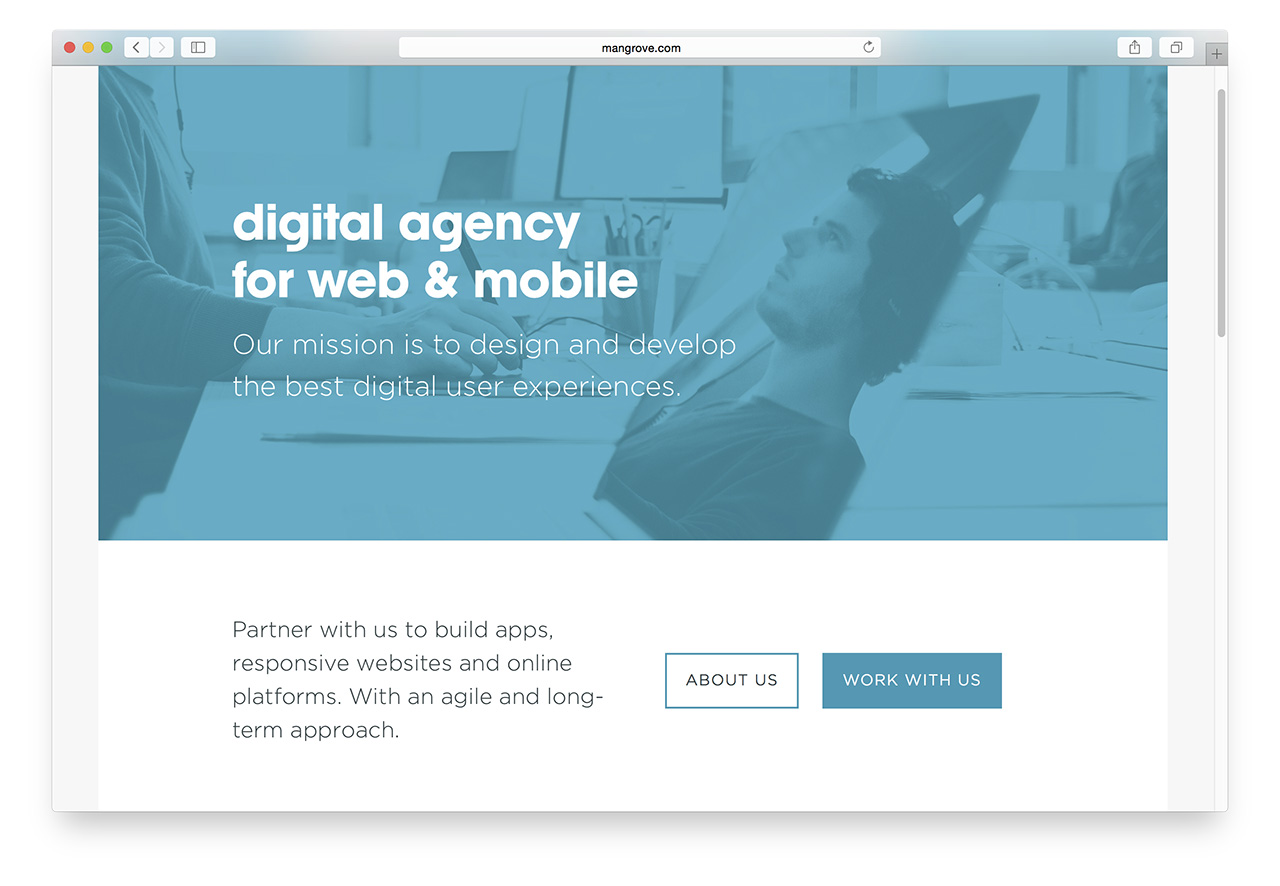 mangrove.com
digital agency
for web & mobile
Our mission is to design and develop
the best digital user experiences.
Partner with us to build apps,
responsive websites and online
platforms. With an agile and long-
term approach.
ABOUT US
WORK WITH US